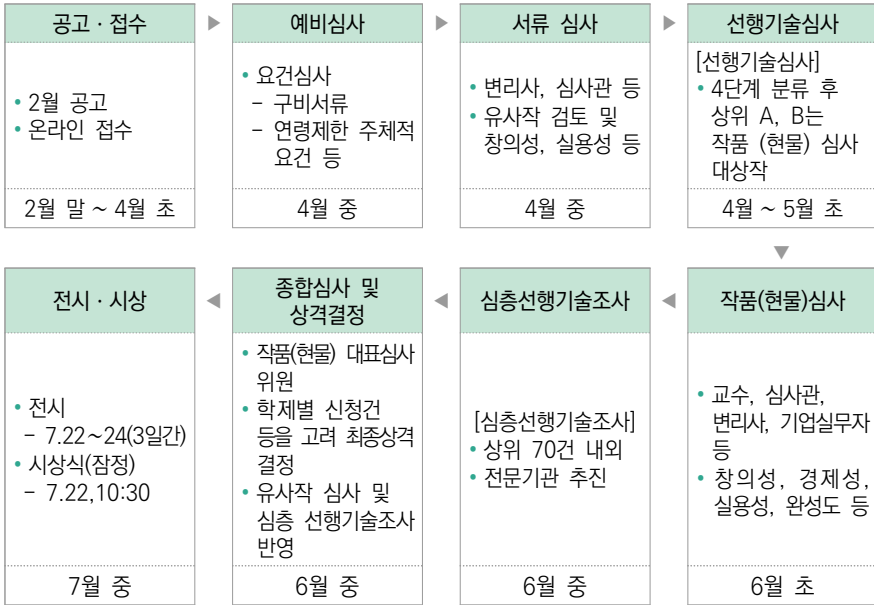 공고 · 접수
• 2월 공고
• 온라인 접수
2월 말 ~ 4월 초
▶
예비심사
• 요건심사
- 구비서류
- 연령제한 주체적
요건 등
4월 중
▶
서류 심사
• 변리사, 심사관 등
• 유사작 검토 및
창의성, 실용성 등
4월 중
▶
선행기술심사
[선행기술심사]
• 4단계 분류 후
상위 A, B는
작품 (현물) 심사
대상작
4월 ~ 5월 초
▼
작품(현물)심사
• 교수, 심사관,
변리사, 기업실무자
등
• 창의성, 경제성,
실용성, 완성도 등
6월 초
◀
심층선행기술조사
[심층선행기술조사]
• 상위 70건 내외
• 전문기관 추진
6월 중
◀
종합심사 및
상격결정
• 작품(현물) 대표심사
위원
• 학제별 신청건
등을 고려 최종상격
결정
• 유사작 심사 및
심층 선행기술조사
반영
6월 중
◀
전시 · 시상
• 전시
- 7.22~24(3일간)
• 시상식(잠정)
- 7.22,10:30
7월 중